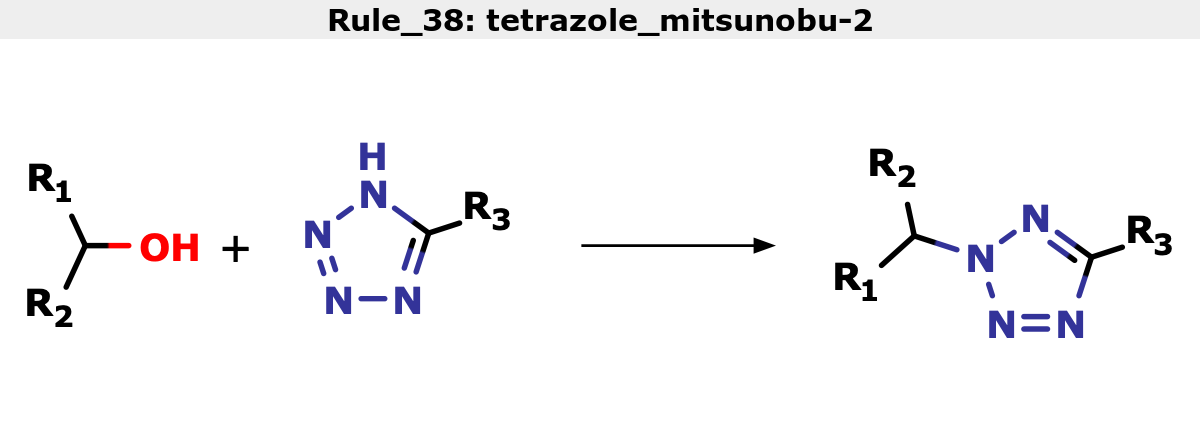 Rule_38: tetrazole_mitsunobu-2
R1
R2
OH
+
H
N
N
N
N
R3
R2
R1
N
N
N
N
R3